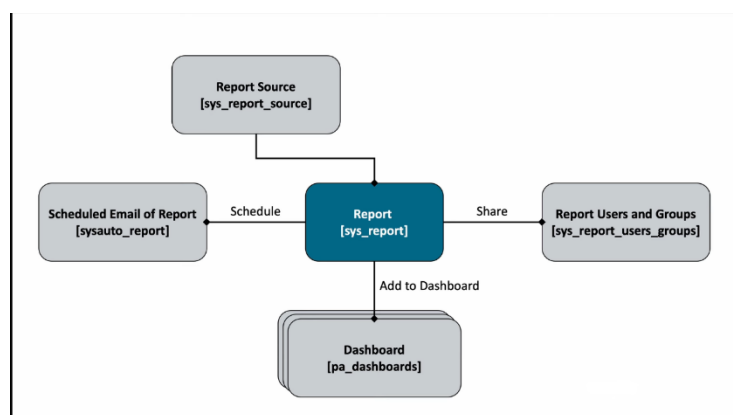 Report Source
[sys_report_source]
Scheduled Email of Report
[sysauto_report]
Schedule
Report
[sys_report]
Share
Report Users and Groups
[sys_report_users_groups]
Add to Dashboard
Dashboard
[pa_dashboards]